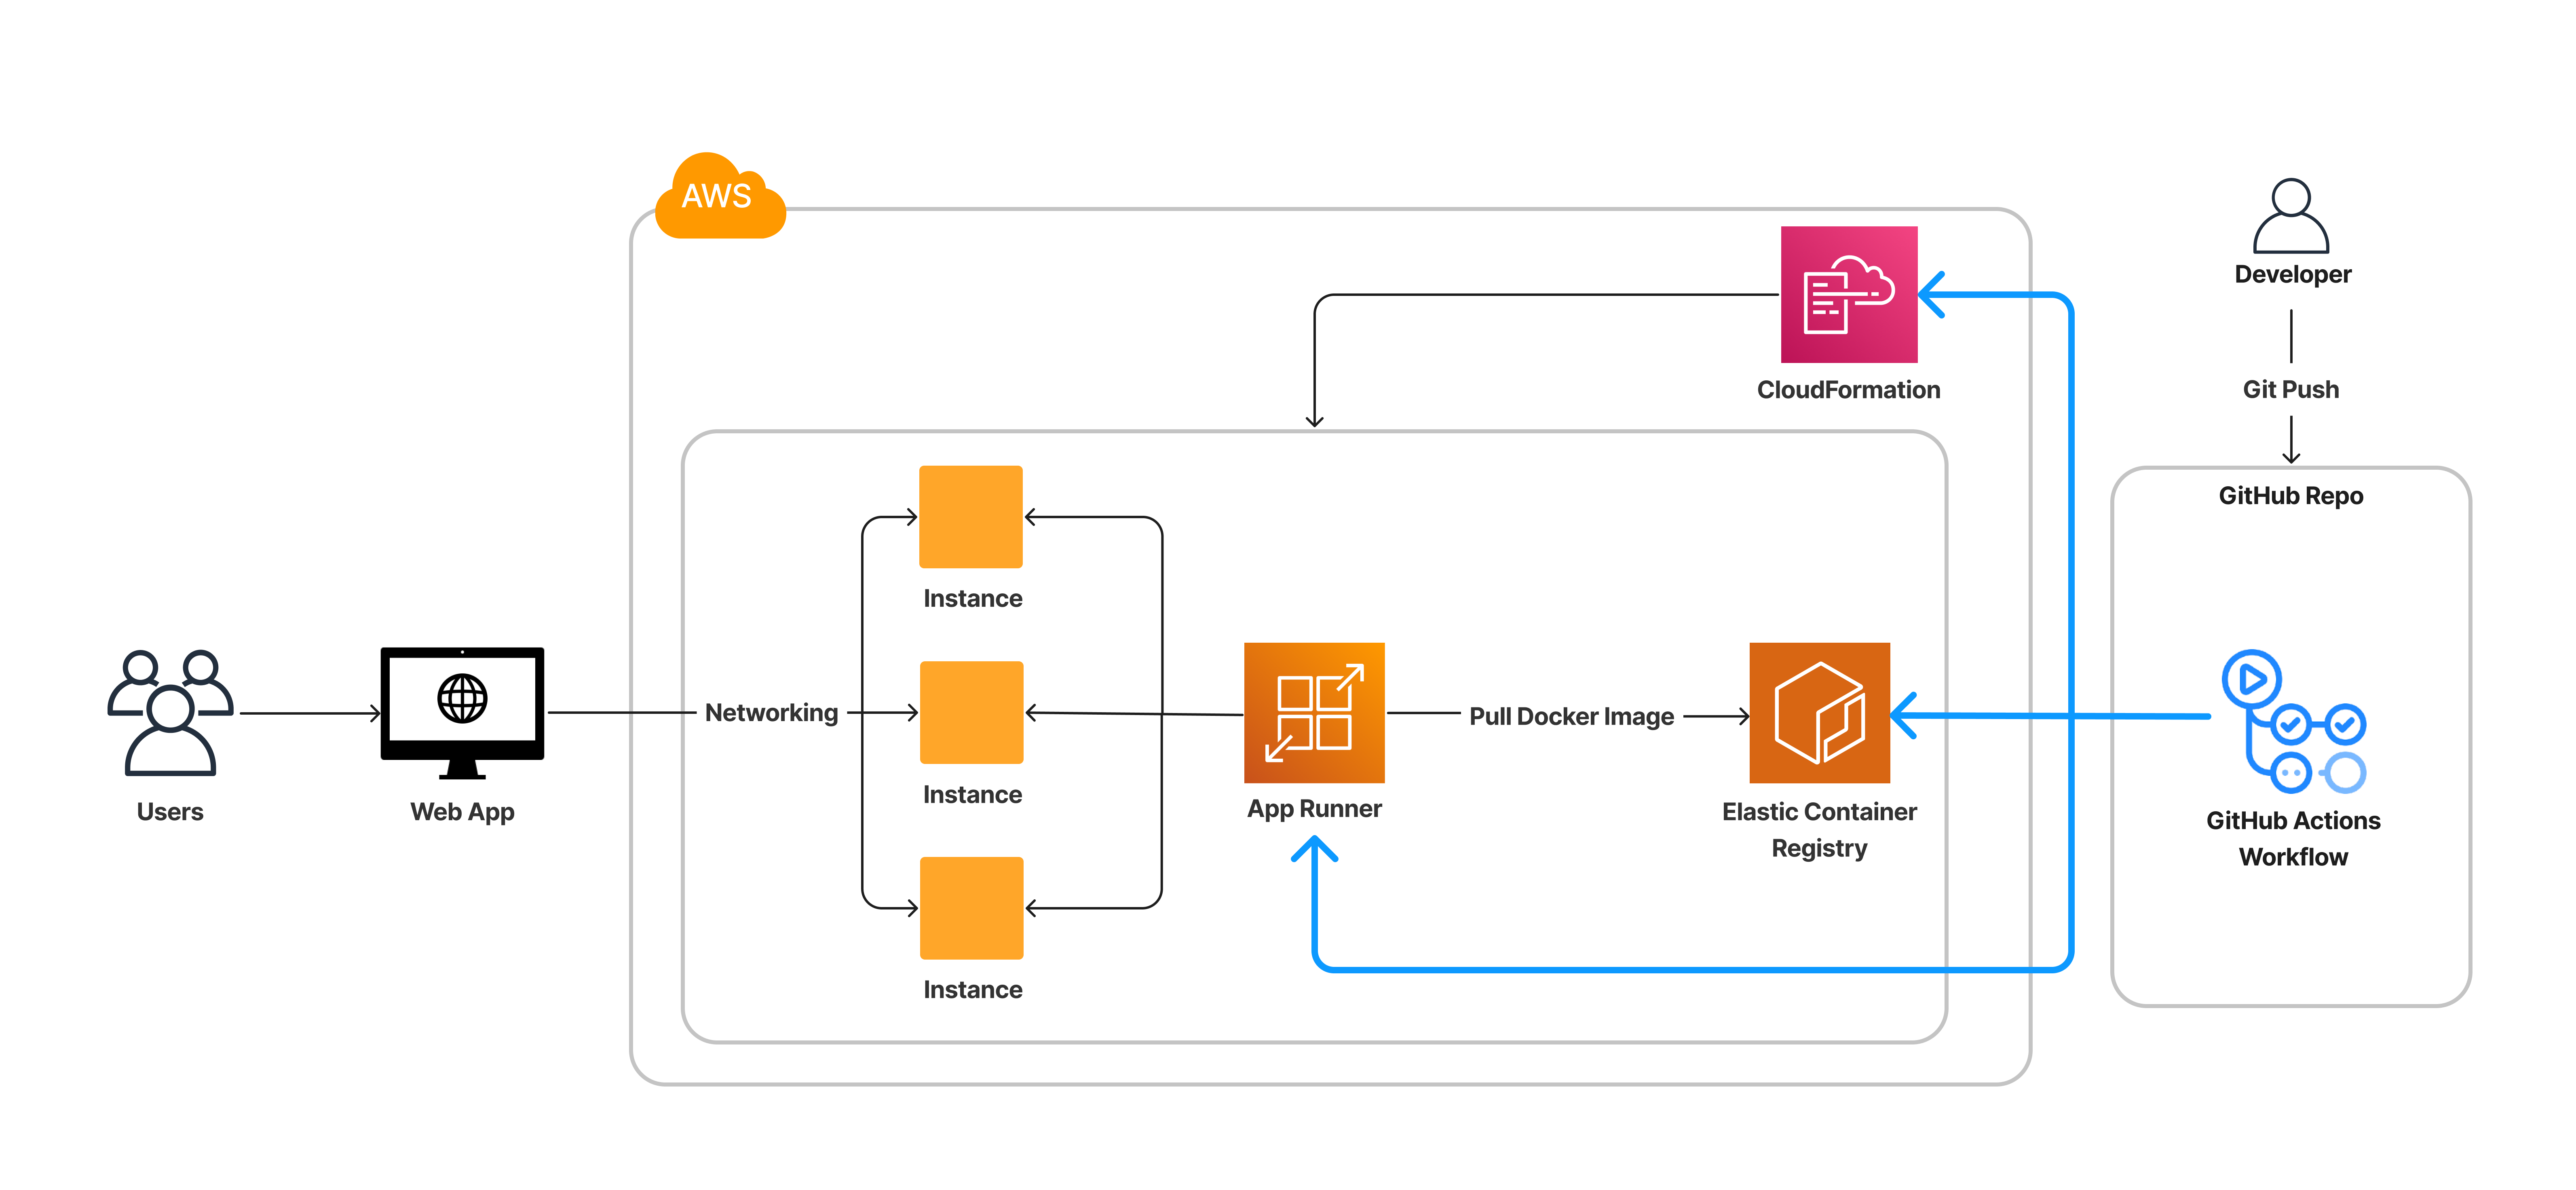 AWS
Developer
CloudFormation
Git Push
GitHub Repo
Instance
Networking
Pull Docker Image
Instance
Users
Web App
App Runner
Elastic Container
Registry
GitHub Actions
Workflow
Instance